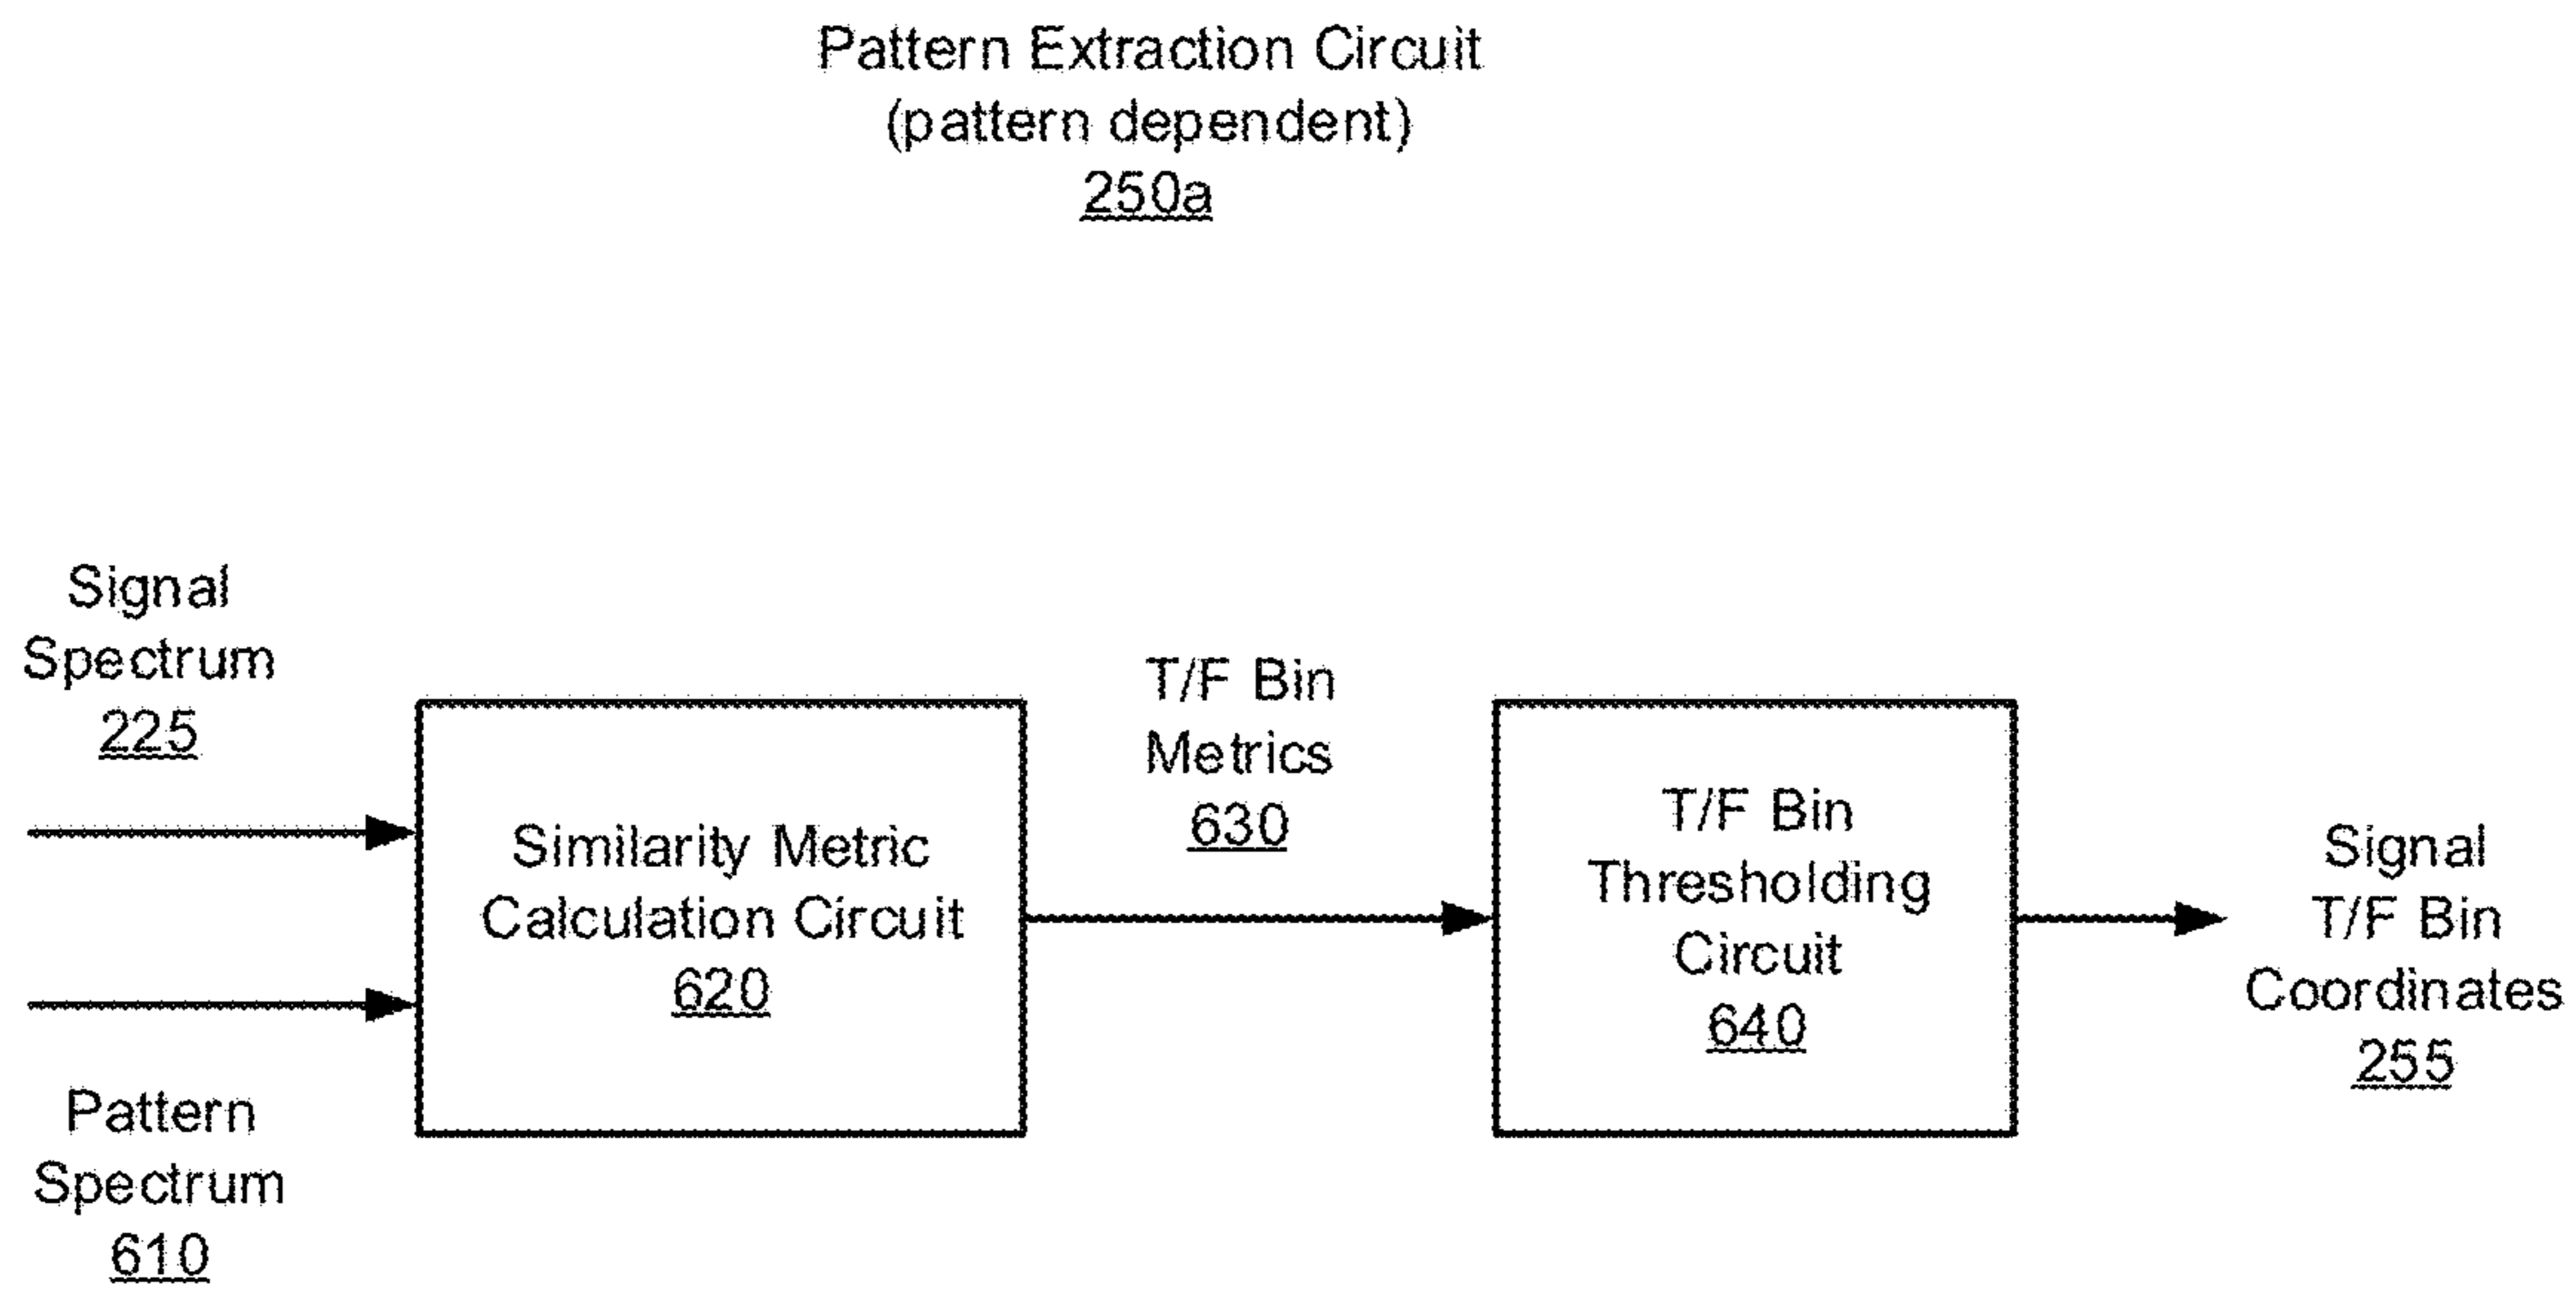 Pattern Extraction Circuit
(pattern dependent)
250a
Signal
Spectrum
225
Pattern
Spectrum
610
Similarity Metric
Calculation Circuit
620
T/F Bin
Metrics
630
T/F Bin
Thresholding
Circuit
640
Signal
T/F Bin
Coordinates
255